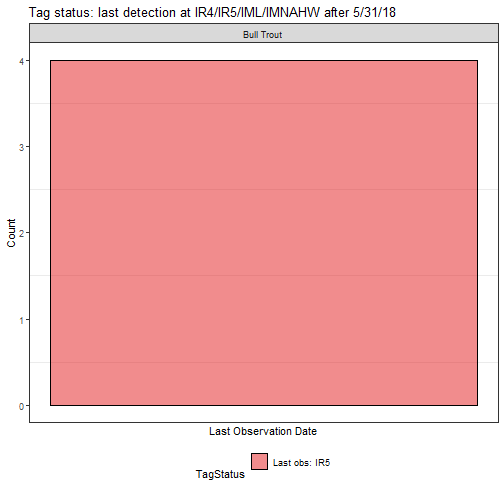 Tag status: last detection at IR4/IR5/IML/IMNAHW after 5/31/18
Bull Trout
4
3
2
1
0
Count
Last Observation Date
TagStatus
Last obs: IR5